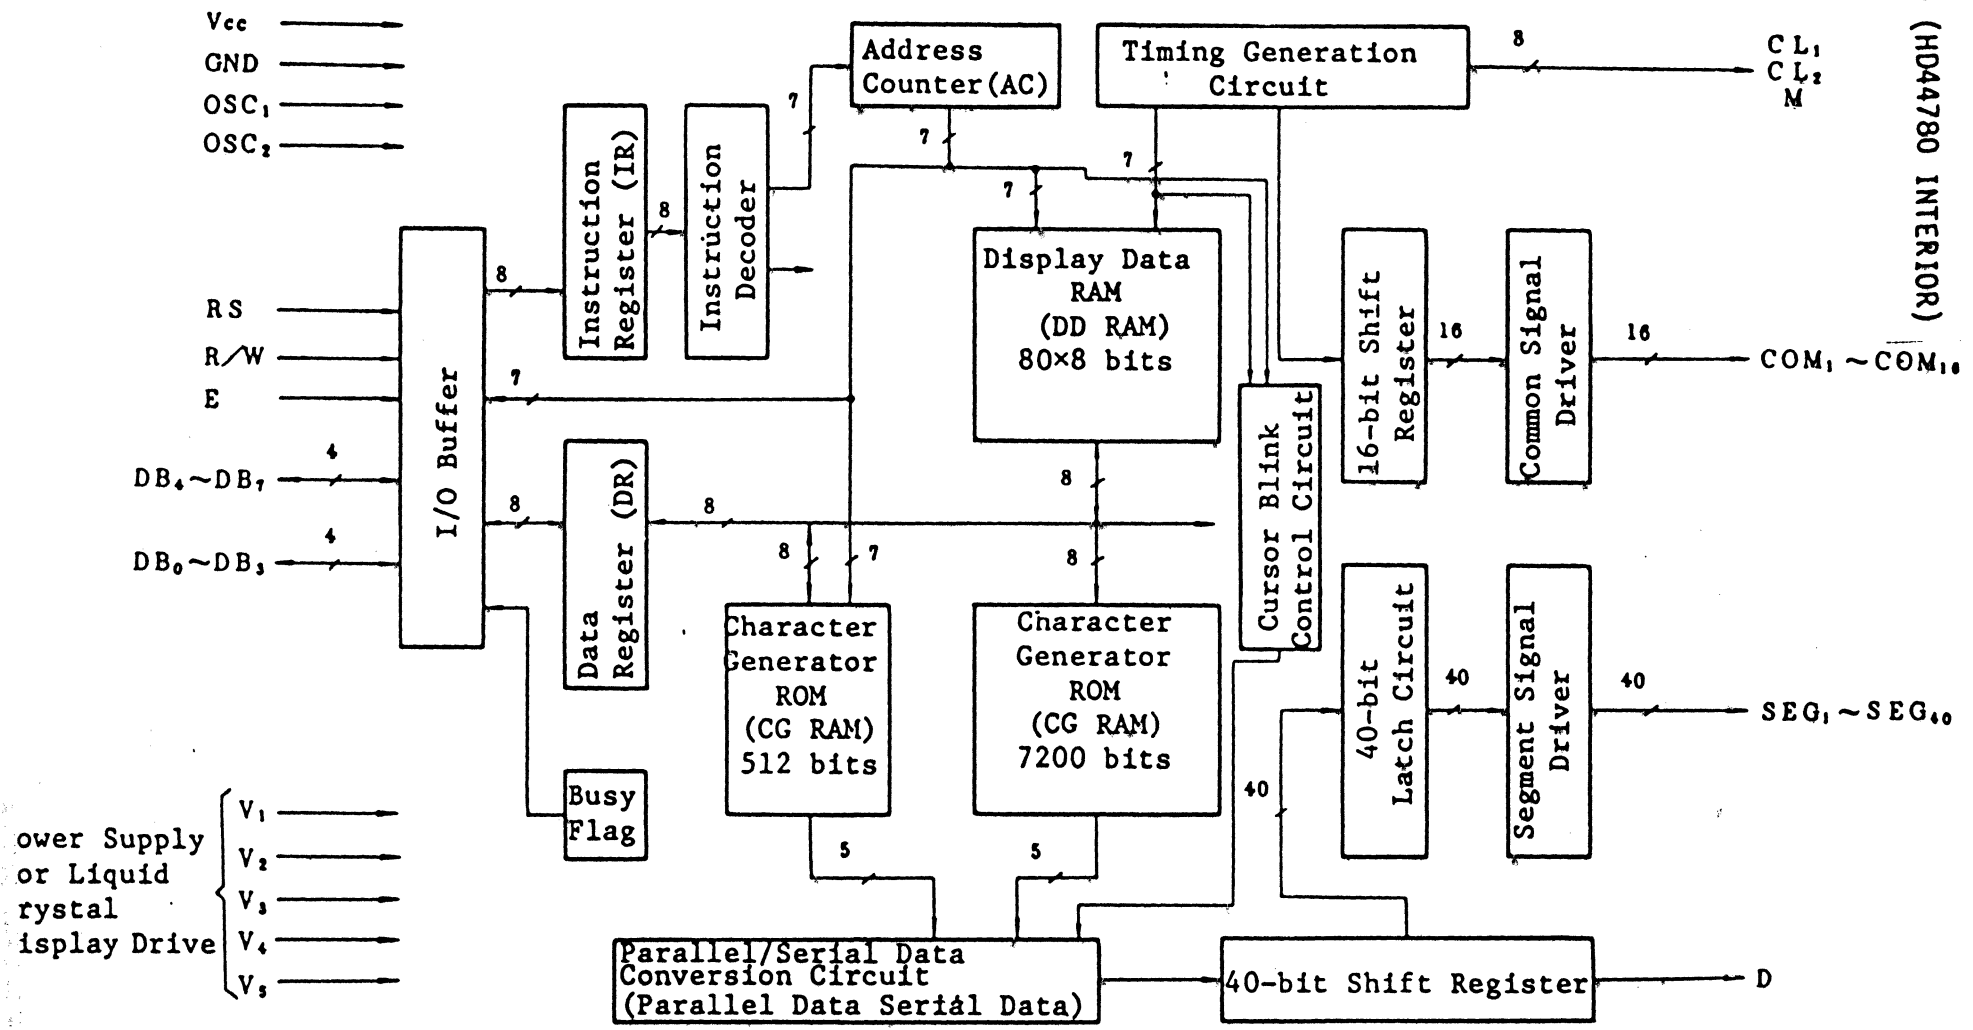 (HD44780 INTERIOR)
Vcc
GND
OSC₁
OSC₂
Address
Counter(AC)
Timing Generation
Circuit
8
CL₁
CL₂
M
7
7
7
7
Instruction
Register (IR)
8
Instruction
Decoder
8
I/O Buffer
RS
R/W
E
7
DB₄~DB₇
4
DB₀~DB₃
4
8
Data
Register (DR)
8
Display Data
RAM
(DD RAM)
80×8 bits
8
8
8
7
Cursor Blink
Control Circuit
16-bit Shift
Register
16
Common Signal
Driver
16
COM₁~COM₁₆
Character
Generator
ROM
(CG RAM)
512 bits
Character
Generator
ROM
(CG RAM)
7200 bits
40-bit
Latch Circuit
40
Segment Signal
Driver
40
SEG₁~SEG₄₀
40
Busy
Flag
5
5
ower Supply
or Liquid
rystal
isplay Drive
V₁
V₂
V₃
V₄
V₅
Parallel/Serial Data
Conversion Circuit
(Parallel Data Serial Data)
40-bit Shift Register
D